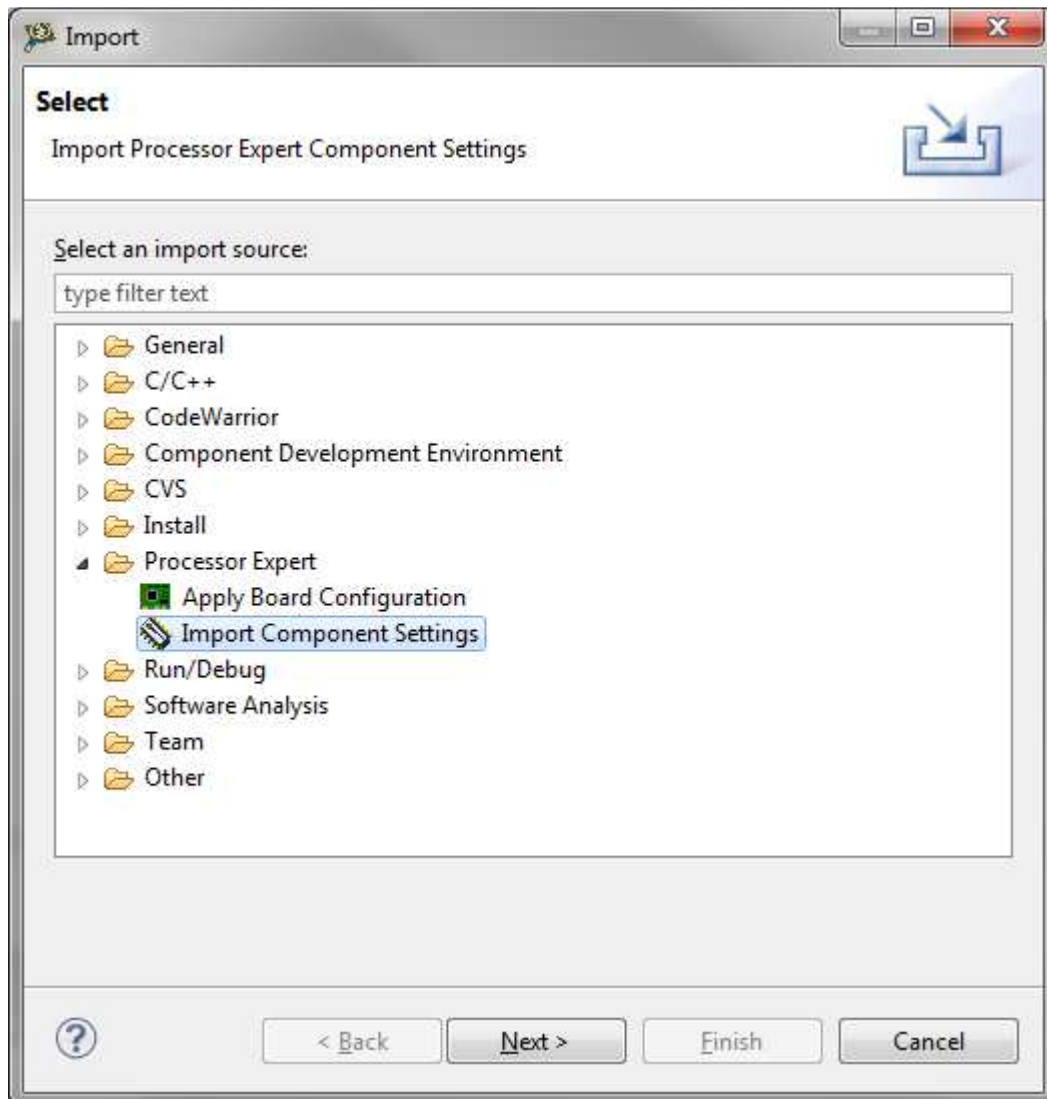 Import
Select
Import Processor Expert Component Settings
Select an import source:
type filter text
General
C/C++
CodeWarrior
Component Development Environment
CVS
Install
Processor Expert
Apply Board Configuration
Import Component Settings
Run/Debug
Software Analysis
Team
Other
? < Back Next > Finish Cancel